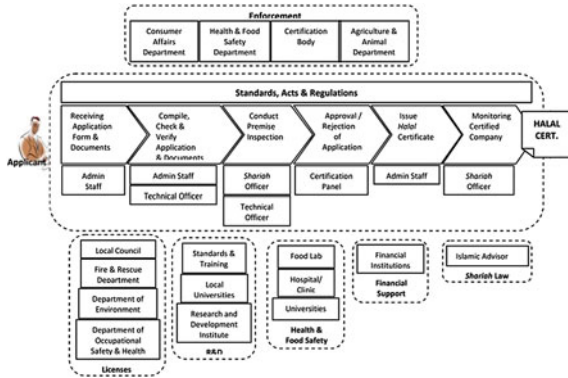 Enforcement
Consumer
Affairs
Department
Health & Food
Safety
Department
Certification
Body
Agriculture &
Animal Department
Standards, Acts & Regulations
Applicant
Receiving
Application
Form &
Documents
Compile,
Check &
Verify
Application
& Documents
Conduct
Premise
Inspection
Approval /
Rejection
of Application
Issue
Halal
Certificate
Monitoring
Certified
Company
HALAL
CERT.
Admin
Staff
Admin Staff
Technical Officer
Shariah
Officer
Technical
Officer
Certification
Panel
Admin Staff
Shariah
Officer
Local Council
Fire & Rescue
Department
Department of
Environment
Department of
Occupational
Safety & Health
Licenses
Standards &
Training
Local
Universities
Research and
Development
Institute
R&D
Food Lab
Hospital/
Clinic
Universities
Health &
Food Safety
Financial
Institutions
Financial
Support
Islamic Advisor
Shariah Law